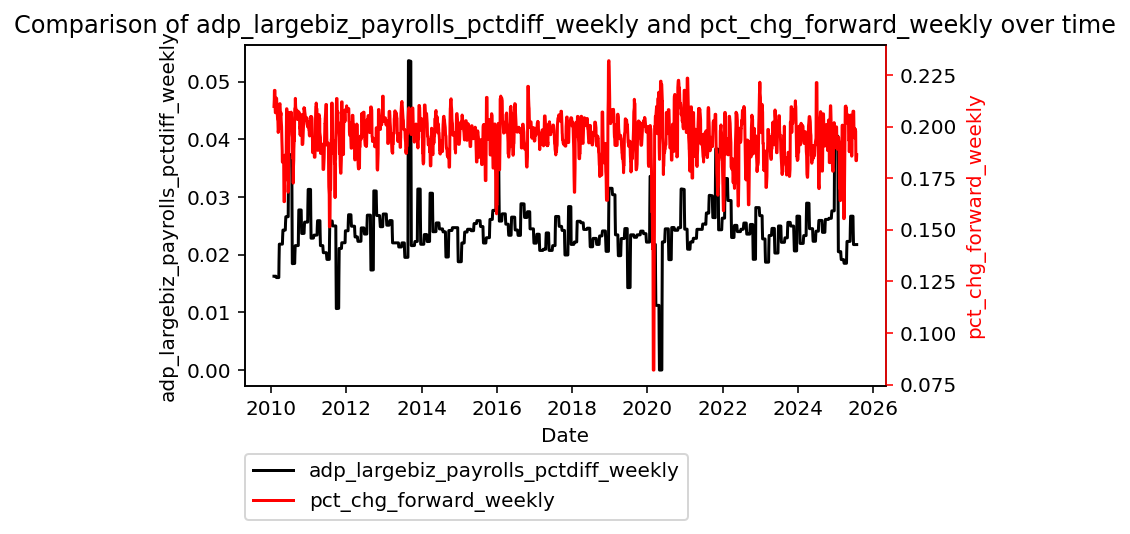 Comparison of adp_largebiz_payrolls_pctdiff_weekly and pct_chg_forward_weekly over time
adp_largebiz_payrolls_pctdiff_weekly
0.05
0.04
0.03
0.02
0.01
0.00
0.225
0.200
0.175
0.150
0.125
0.100
0.075
pct_chg_forward_weekly
2010 2012 2014 2016 2018 2020 2022 2024 2026
Date
adp_largebiz_payrolls_pctdiff_weekly
pct_chg_forward_weekly